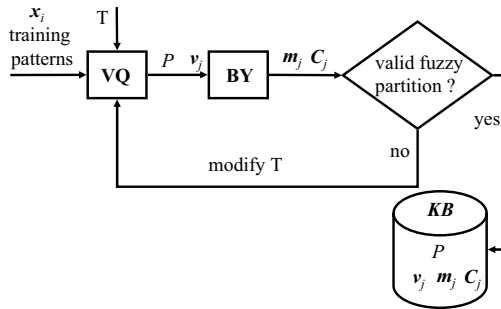 x_i
T
training
patterns
VQ
P v_j
BY
m_j C_j
valid fuzzy
partition ?
yes
no
modify T
KB
P
v_j m_j C_j